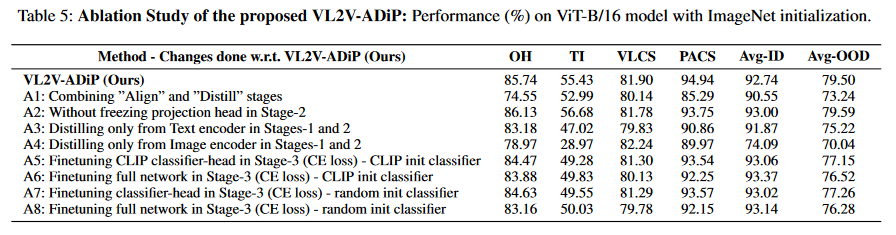 Table 5: Ablation Study of the proposed VL2V-ADiP: Performance (%) on ViT-B/16 model with ImageNet initialization.
Method - Changes done w.r.t. VL2V-ADiP (Ours) OH TI VLCS PACS Avg-ID Avg-OOD
VL2V-ADiP (Ours) 85.74 55.43 81.90 94.94 92.74 79.50
A1: Combining ”Align” and ”Distill” stages 74.55 52.99 80.14 85.29 90.55 73.24
A2: Without freezing projection head in Stage-2 86.13 56.68 81.78 93.75 93.00 79.59
A3: Distilling only from Text encoder in Stages-1 and 2 83.18 47.02 79.83 90.86 91.87 75.22
A4: Distilling only from Image encoder in Stages-1 and 2 78.97 28.97 82.24 89.97 74.09 70.04
A5: Finetuning CLIP classifier-head in Stage-3 (CE loss) - CLIP init classifier 84.47 49.28 81.30 93.54 93.06 77.15
A6: Finetuning full network in Stage-3 (CE loss) - CLIP init classifier 83.88 49.83 80.13 92.25 93.37 76.52
A7: Finetuning classifier-head in Stage-3 (CE loss) - random init classifier 84.63 49.55 81.29 93.57 93.02 77.26
A8: Finetuning full network in Stage-3 (CE loss) - random init classifier 83.16 50.03 79.78 92.15 93.14 76.28